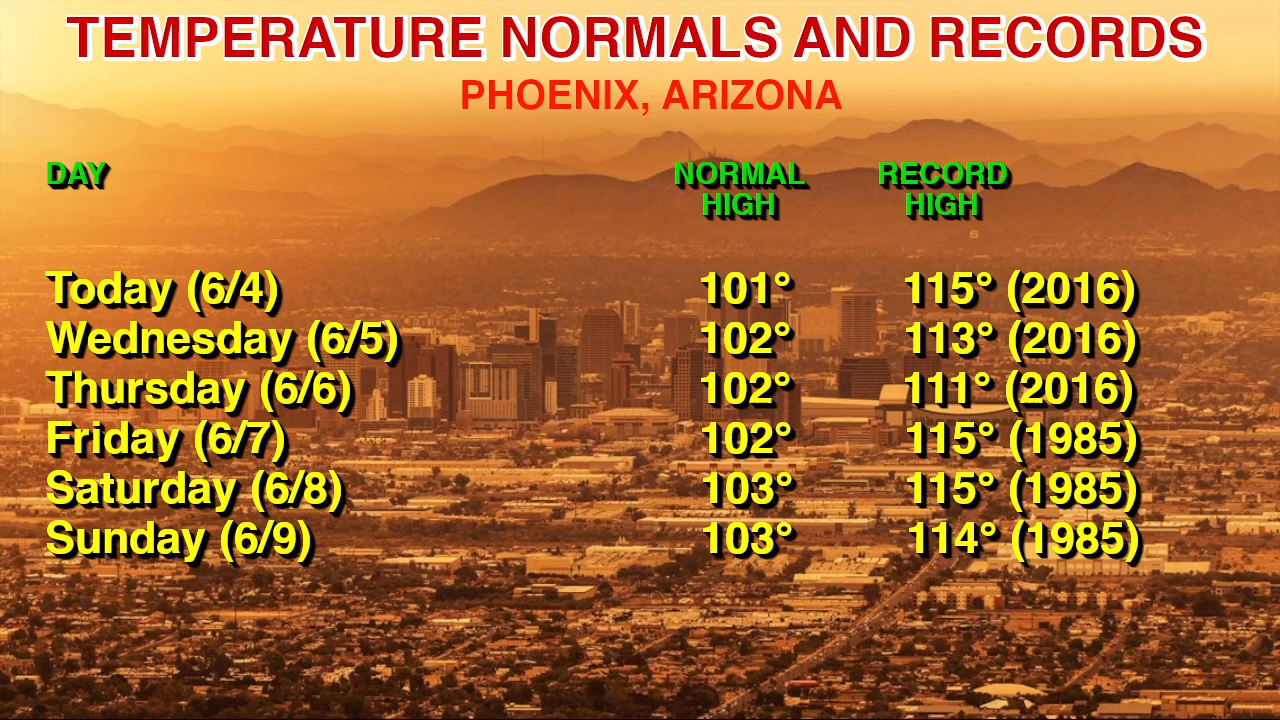 TEMPERATURE NORMALS AND RECORDS
PHOENIX, ARIZONA
DAY NORMAL HIGH RECORD HIGH
Today (6/4) 101° 115° (2016)
Wednesday (6/5) 102° 113° (2016)
Thursday (6/6) 102° 111° (2016)
Friday (6/7) 102° 115° (1985)
Saturday (6/8) 103° 115° (1985)
Sunday (6/9) 103° 114° (1985)